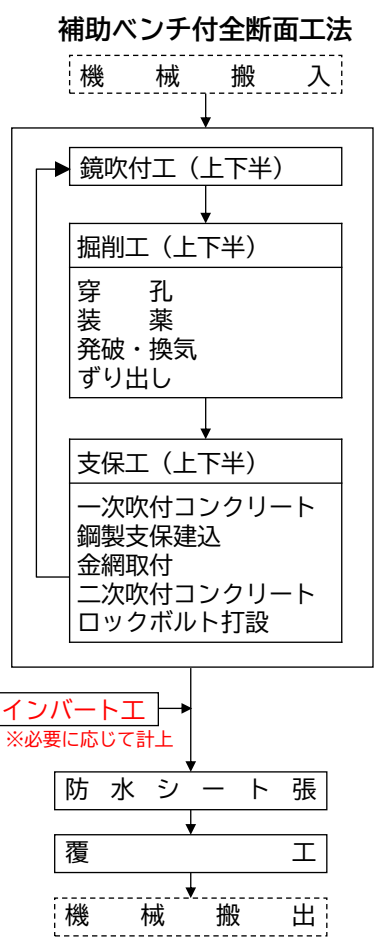 補助ベンチ付全断面工法
機械搬入
鏡吹付工（上下半）
掘削工（上下半）
穿孔
装薬
発破・換気
ずり出し
支保工（上下半）
一次吹付コンクリート
鋼製支保建込
金網取付
二次吹付コンクリート
ロックボルト打設
インバート工
※必要に応じて計上
防水シート張
覆工
機械搬出